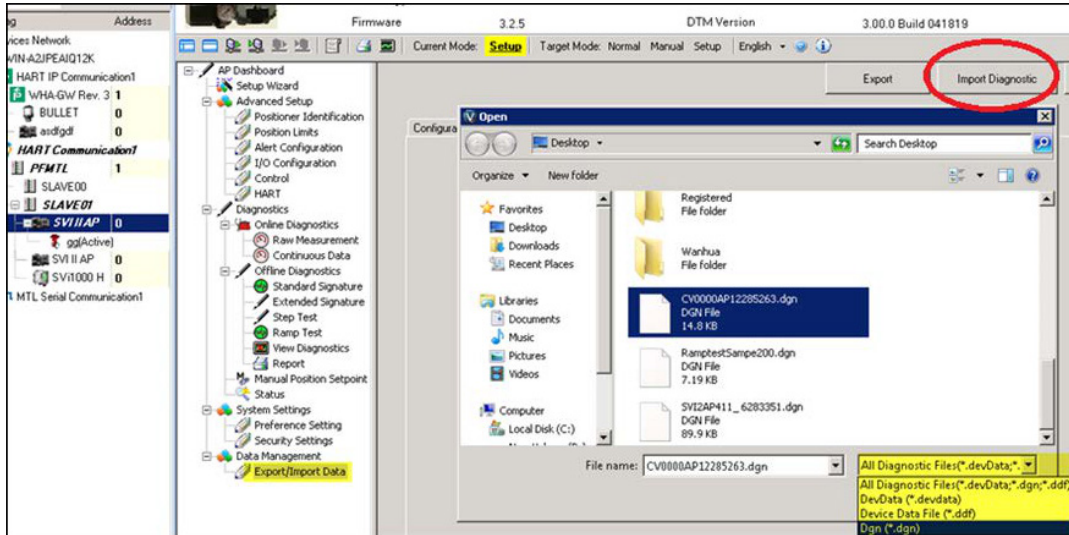 Address
Firmware
3.2.5
DTM Version
3.00.0 Build 041819
Current Mode: Setup
Target Mode: Normal Manual Setup
English
vices Network
WIN-A2JPEAIQ12K
HART IP Communication1
WHA-GW Rev. 3 1
BULLET 0
asdfgdf 0
HART Communication1
PFMTL 1
SLAVE00
SLAVE01
SVI II AP 0
gg(Active)
SVI II AP 0
SVi1000 H 0
MTL Serial Communication1
AP Dashboard
Setup Wizard
Advanced Setup
Positioner Identification
Position Limits
Alert Configuration
I/O Configuration
Control
HART
Diagnostics
Online Diagnostics
Raw Measurement
Continuous Data
Offline Diagnostics
Standard Signature
Extended Signature
Step Test
Ramp Test
View Diagnostics
Report
Manual Position Setpoint
Status
System Settings
Preference Setting
Security Settings
Data Management
Export/Import Data
Export
Import Diagnostic
Configura
Open
Desktop
Search Desktop
Organize
New folder
Favorites
Desktop
Downloads
Recent Places
Libraries
Documents
Music
Pictures
Videos
Computer
Local Disk (C:)
Registered
File folder
Wanhua
File folder
CV0000AP12285263.dgn
DGN File
14.8 KB
RamptestSampe200.dgn
DGN File
7.19 KB
SVI2AP411_6283351.dgn
DGN File
89.9 KB
File name: CV0000AP12285263.dgn
All Diagnostic Files(*.devData;*.
All Diagnostic Files(*.devData;*.dgn;*.ddf)
DevData (*.devdata)
Device Data File (*.ddf)
Dgn (*.dgn)